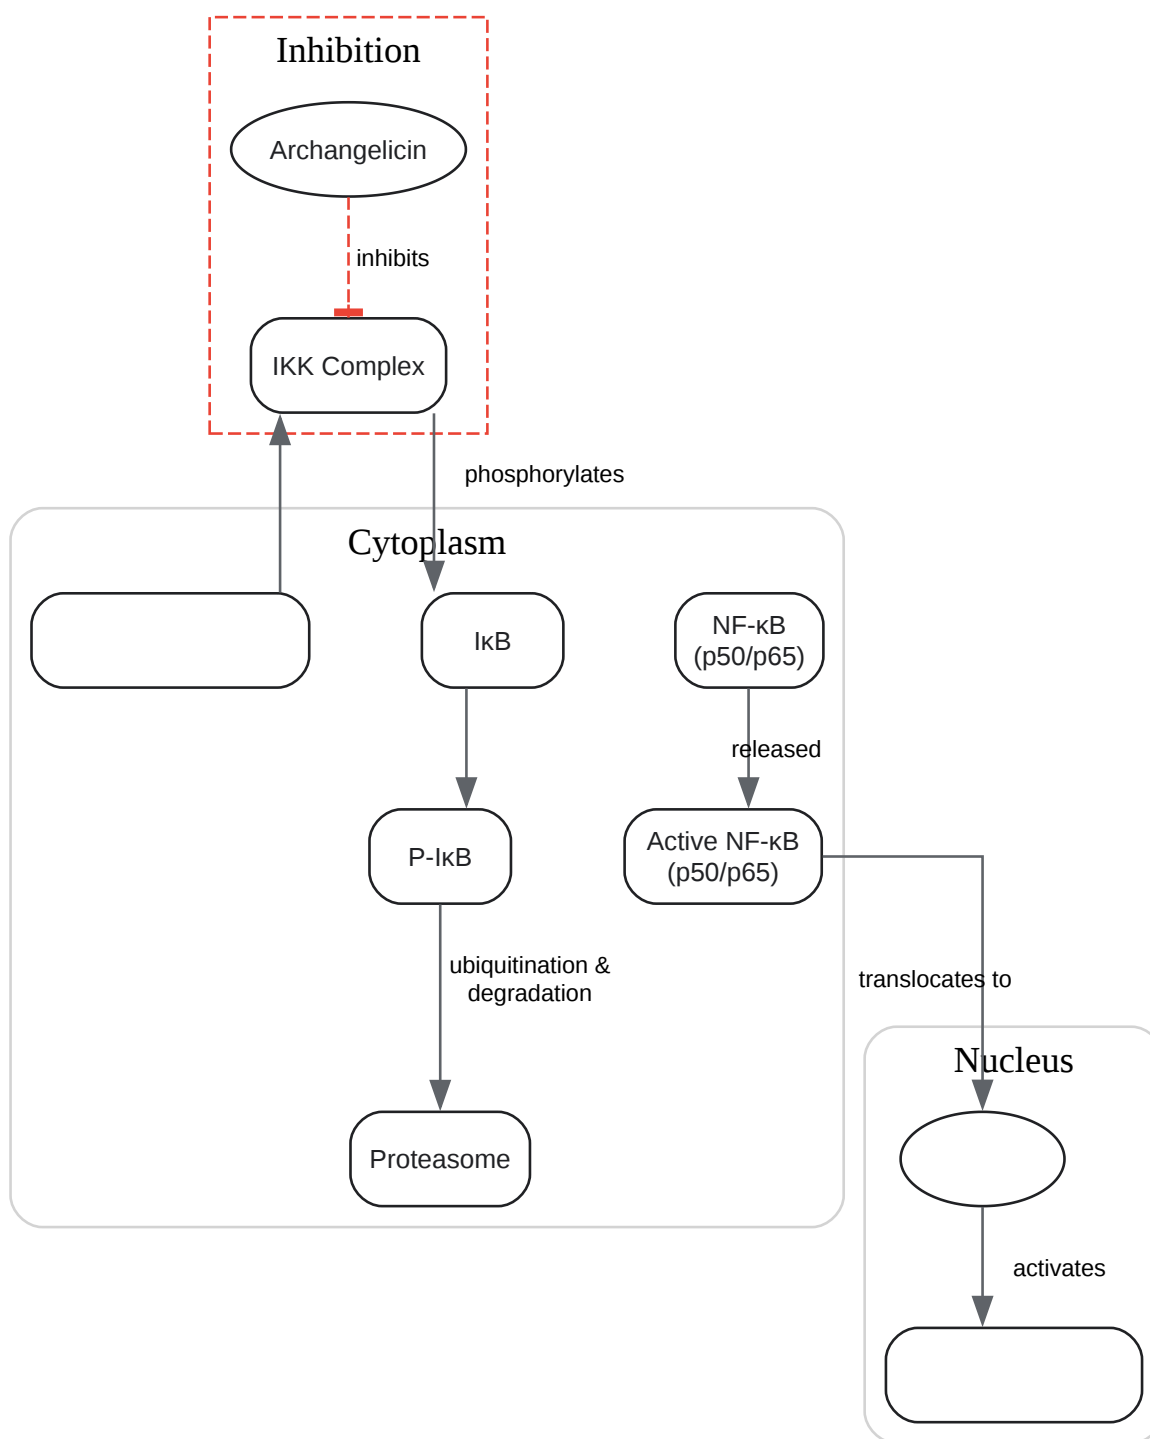 Inhibition
Archangelicin
inhibits
IKK Complex
phosphorylates
Cytoplasm
IκB
NF-κB
(p50/p65)
released
P-IκB
Active NF-κB
(p50/p65)
ubiquitination &
degradation
translocates to
Nucleus
Proteasome
activates